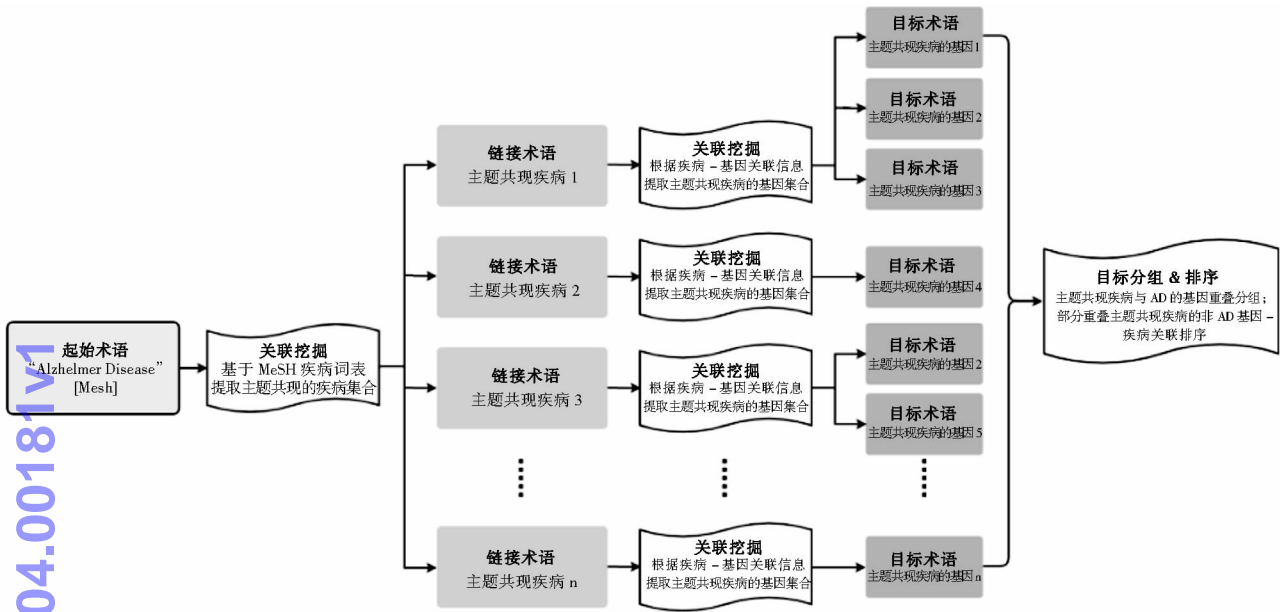 起始术语
“Alzhelmer Disease”
[Mesh]
关联挖掘
基于 MeSH 疾病词表
提取主题共现的疾病集合
链接术语
主题共现疾病 1
关联挖掘
根据疾病－基因关联信息
提取主题共现疾病的基因集合
目标术语
主题共现疾病的基因1
目标术语
主题共现疾病的基因2
目标术语
主题共现疾病的基因3
链接术语
主题共现疾病 2
关联挖掘
根据疾病－基因关联信息
提取主题共现疾病的基因集合
目标术语
主题共现疾病的基因4
链接术语
主题共现疾病 3
关联挖掘
根据疾病－基因关联信息
提取主题共现疾病的基因集合
目标术语
主题共现疾病的基因2
目标术语
主题共现疾病的基因5
链接术语
主题共现疾病 n
关联挖掘
根据疾病－基因关联信息
提取主题共现疾病的基因集合
目标术语
主题共现疾病的基因n
目标分组 & 排序
主题共现疾病与 AD 的基因重叠分组；
部分重叠主题共现疾病的非 AD 基因－
疾病关联排序
04.00181v1